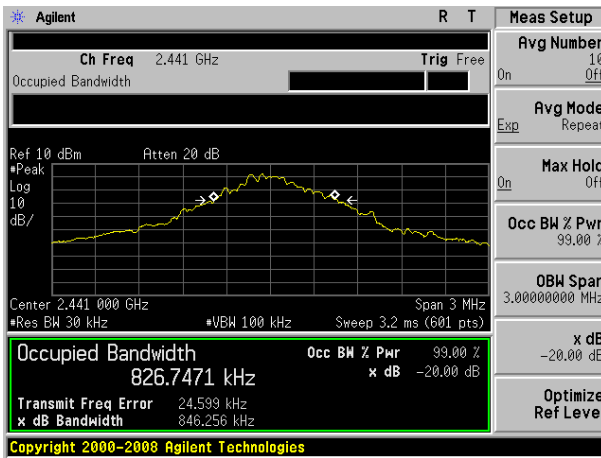 Agilent R T Meas Setup
Ch Freq 2.441 GHz Trig Free
Occupied Bandwidth
Avg Number
10
On Off
Avg Mode
Exp Repeat
Max Hold
On Off
Occ BW % Pwr
99.00 %
OBW Span
3.00000000 MHz
x dB
-20.00 dB
Optimize
Ref Level
Ref 10 dBm Atten 20 dB
#Peak
Log
10
dB/
Center 2.441 000 GHz Span 3 MHz
#Res BW 30 kHz #VBW 100 kHz Sweep 3.2 ms (601 pts)
Occupied Bandwidth Occ BW % Pwr 99.00 %
826.7471 kHz x dB -20.00 dB
Transmit Freq Error 24.599 kHz
x dB Bandwidth 846.256 kHz
Copyright 2000-2008 Agilent Technologies